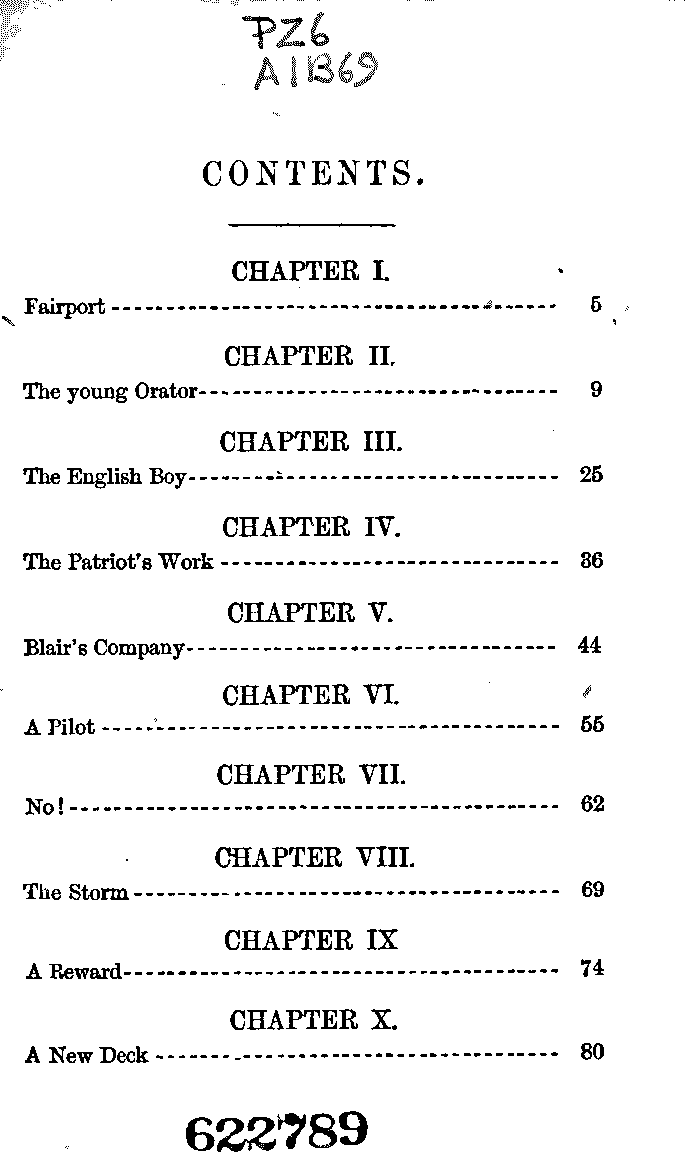 PZ6
A1B69
CONTENTS.
CHAPTER I.
Fairport 5
CHAPTER II.
The young Orator 9
CHAPTER III.
The English Boy 25
CHAPTER IV.
The Patriot's Work 36
CHAPTER V.
Blair's Company 44
CHAPTER VI.
A Pilot 55
CHAPTER VII.
No! 62
CHAPTER VIII.
The Storm 69
CHAPTER IX
A Reward 74
CHAPTER X.
A New Deck 80
622789